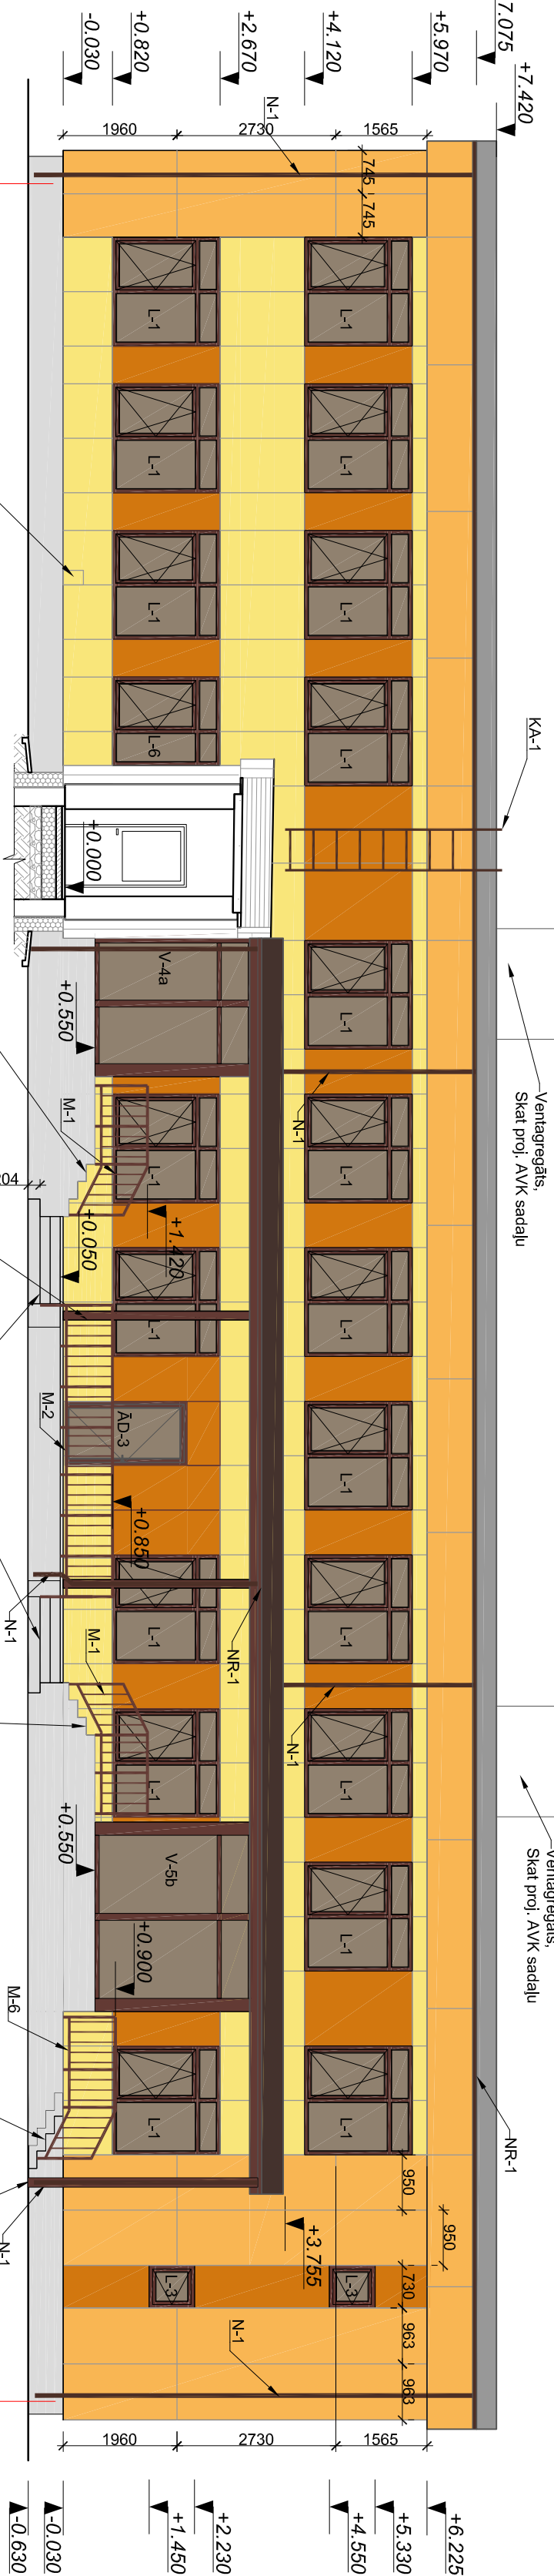 7.075
+7.420
+5.970
+4.120
+2.670
+0.820
-0.030
1565
2730
1960
N-1
745
745
L-1
L-1
L-1
L-1
L-1
L-1
L-1
L-6
KA-1
+0.000
Ventagregāts,
Skat proj. AVK sadaļu
L-1
V-4a
+0.550
N-1
L-1
L-1
M-1
+1.420
204
+0.050
L-1
L-1
L-1
ĀD-3
M-2
+0.850
N-1
L-1
L-1
NR-1
M-1
N-1
L-1
L-1
Ventagregāts,
Skat proj. AVK sadaļu
L-1
V-5b
+0.550
+0.900
M-6
L-1
L-1
NR-1
N-1
950
950
+3.755
730
L-3
L-3
963
963
N-1
1565
2730
1960
+6.225
+5.330
+4.550
+2.230
+1.450
-0.030
-0.630